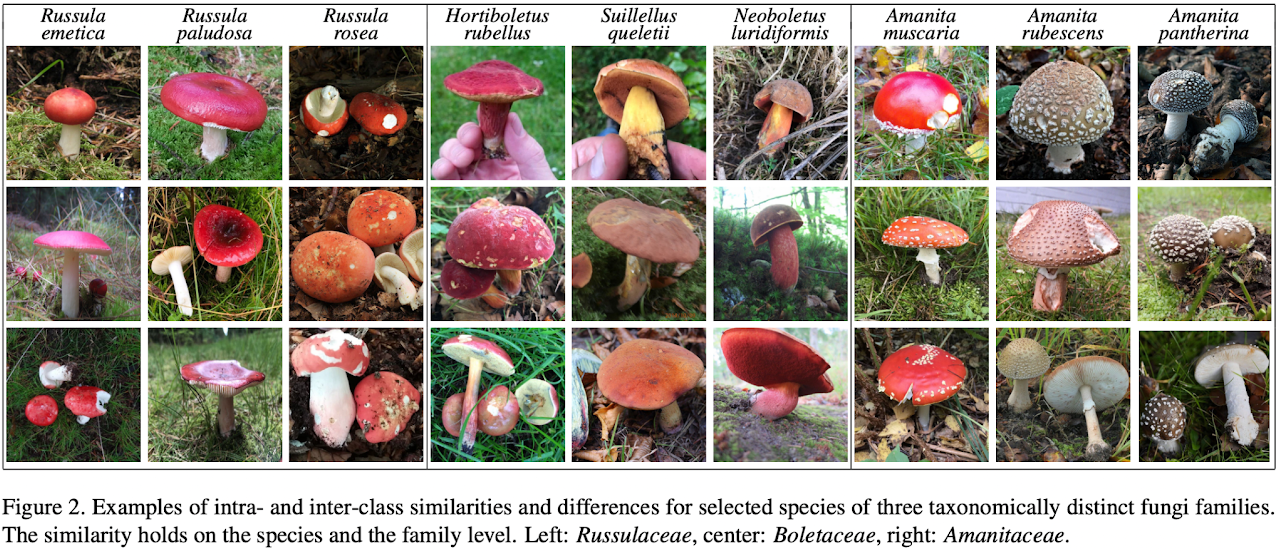 Russula emetica
Russula paludosa
Russula rosea
Hortiboletus rubellus
Suillellus queletii
Neoboletus luridiformis
Amanita muscaria
Amanita rubescens
Amanita pantherina
Figure 2. Examples of intra- and inter-class similarities and differences for selected species of three taxonomically distinct fungi families.
The similarity holds on the species and the family level. Left: Russulaceae, center: Boletaceae, right: Amanitaceae.